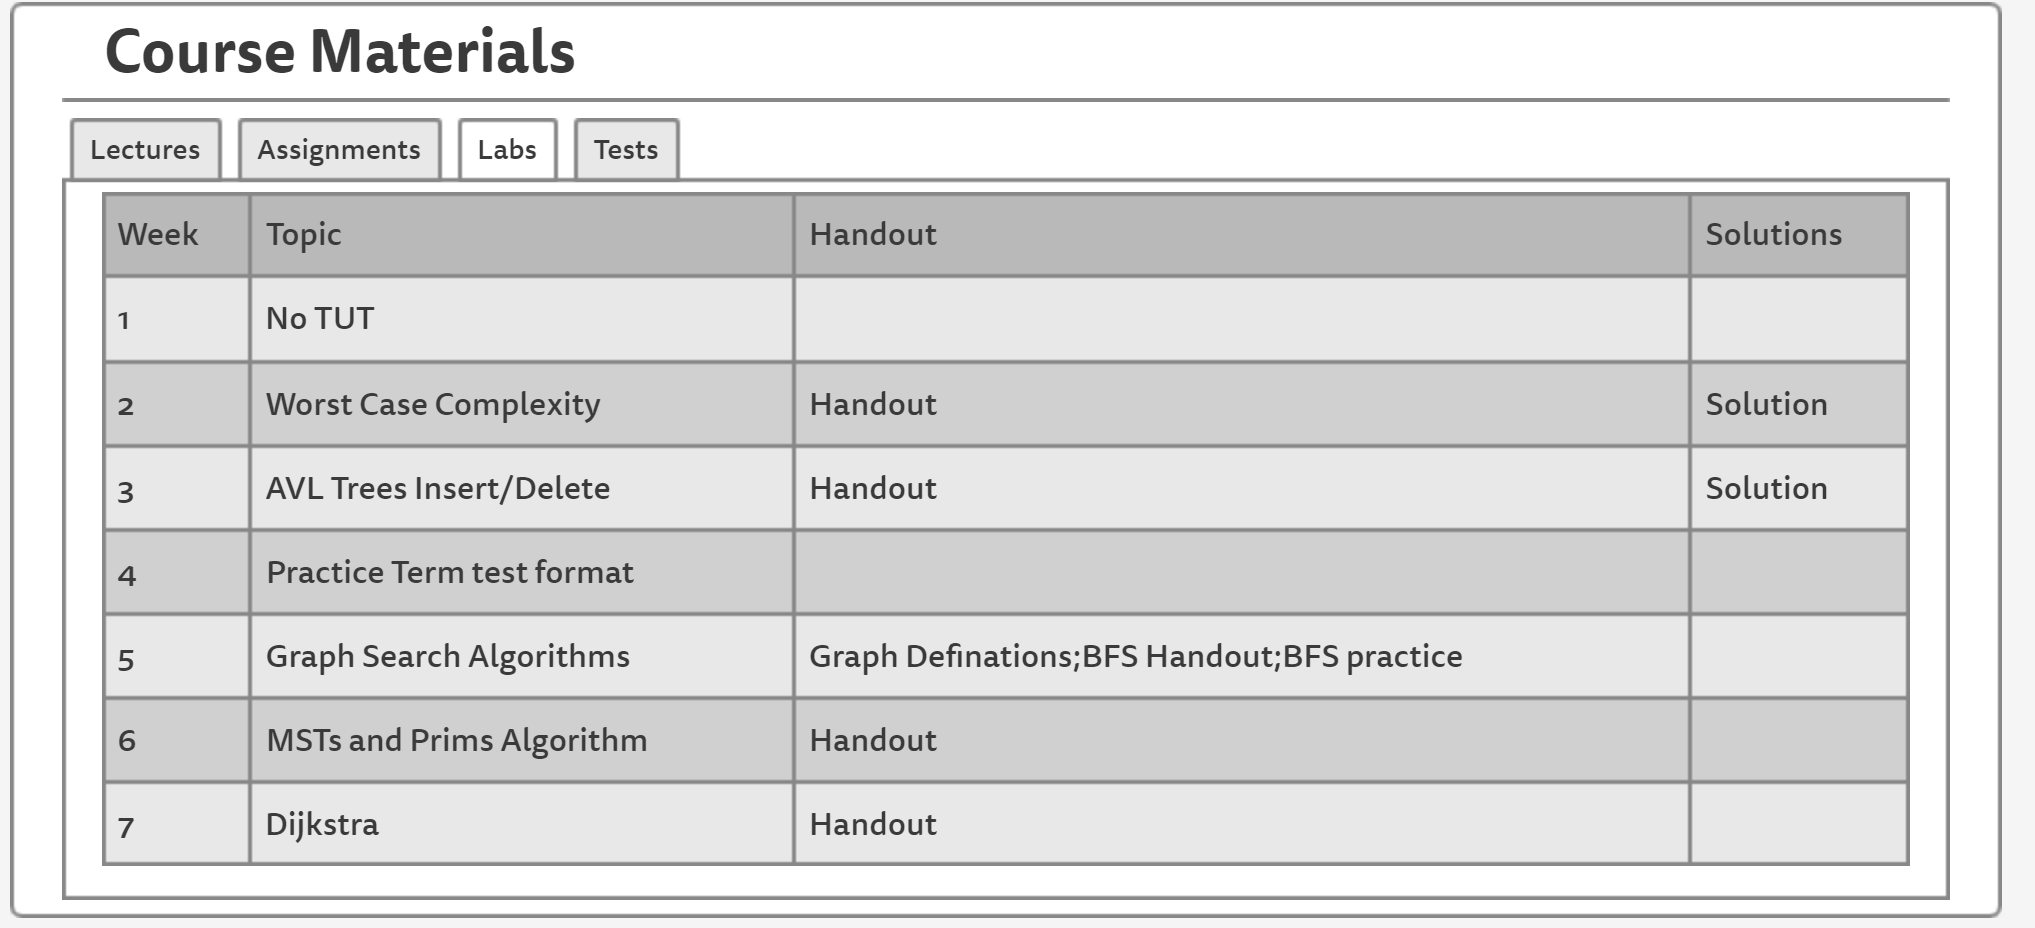 Course Materials
Lectures Assignments Labs Tests
Week Topic Handout Solutions
1 No TUT
2 Worst Case Complexity Handout Solution
3 AVL Trees Insert/Delete Handout Solution
4 Practice Term test format
5 Graph Search Algorithms Graph Definations;BFS Handout;BFS practice
6 MSTs and Prims Algorithm Handout
7 Dijkstra Handout